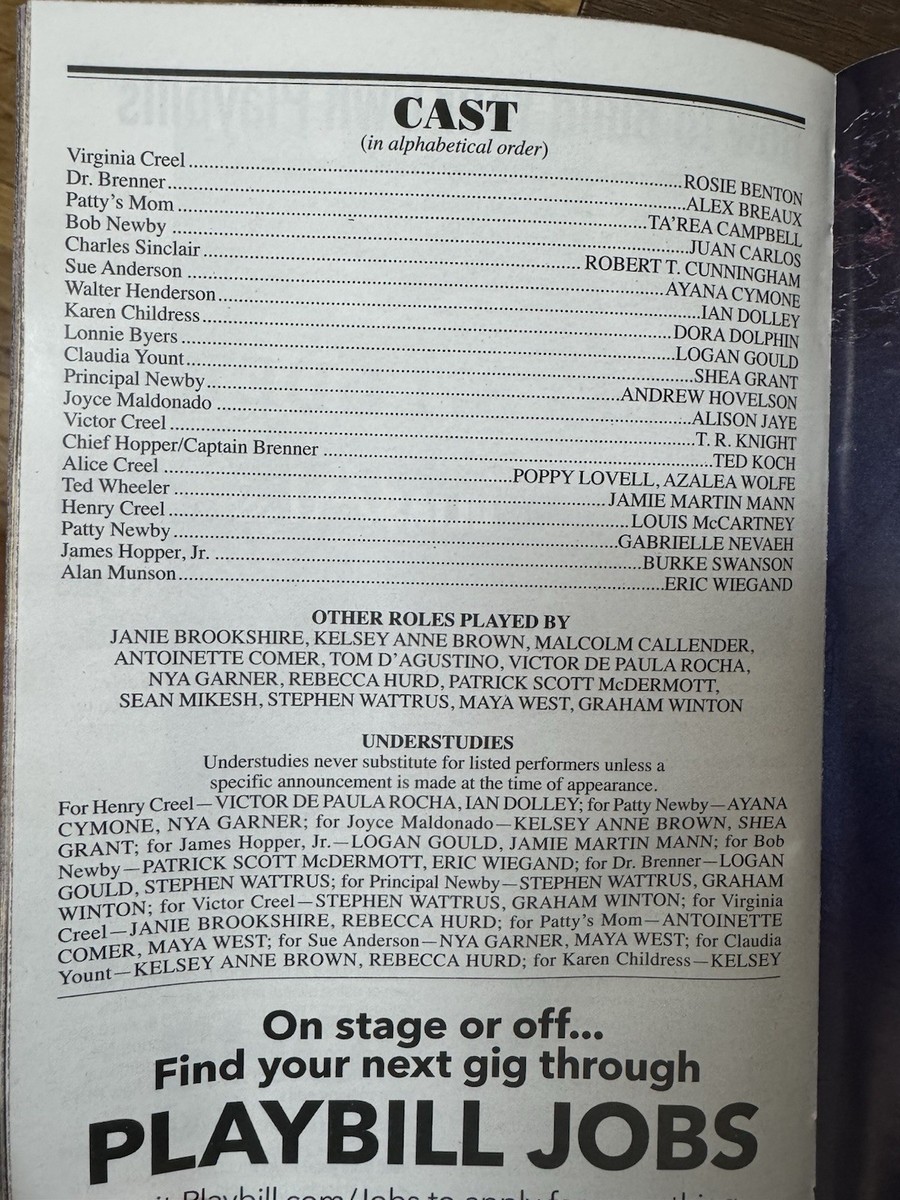 CAST
(in alphabetical order)
Virginia Creel..........ROSIE BENTON
Dr. Brenner..........ALEX BREAUX
Patty's Mom..........TA'REA CAMPBELL
Bob Newby..........JUAN CARLOS
Charles Sinclair..........ROBERT T. CUNNINGHAM
Sue Anderson..........AYANA CYMONE
Walter Henderson..........IAN DOLLEY
Karen Childress..........DORA DOLPHIN
Lonnie Byers..........LOGAN GOULD
Claudia Yount..........SHEA GRANT
Principal Newby..........ANDREW HOVELSON
Joyce Maldonado..........ALISON JAYE
Victor Creel..........T. R. KNIGHT
Chief Hopper/Captain Brenner..........TED KOCH
Alice Creel..........POPPY LOVELL, AZALEA WOLFE
Ted Wheeler..........JAMIE MARTIN MANN
Henry Creel..........LOUIS McCARTNEY
Patty Newby..........GABRIELLE NEVAEH
James Hopper, Jr...........BURKE SWANSON
Alan Munson..........ERIC WIEGAND
OTHER ROLES PLAYED BY
JANIE BROOKSHIRE, KELSEY ANNE BROWN, MALCOLM CALLENDER,
ANTOINETTE COMER, TOM D'AGUSTINO, VICTOR DE PAULA ROCHA,
NYA GARNER, REBECCA HURD, PATRICK SCOTT McDERMOTT,
SEAN MIKESH, STEPHEN WATTRUS, MAYA WEST, GRAHAM WINTON
UNDERSTUDIES
Understudies never substitute for listed performers unless a
specific announcement is made at the time of appearance.
For Henry Creel—VICTOR DE PAULA ROCHA, IAN DOLLEY; for Patty Newby—AYANA
CYMONE, NYA GARNER; for Joyce Maldonado—KELSEY ANNE BROWN, SHEA
GRANT; for James Hopper, Jr.—LOGAN GOULD, JAMIE MARTIN MANN; for Bob
Newby—PATRICK SCOTT McDERMOTT, ERIC WIEGAND; for Dr. Brenner—LOGAN
GOULD, STEPHEN WATTRUS; for Principal Newby—STEPHEN WATTRUS, GRAHAM
WINTON; for Victor Creel—STEPHEN WATTRUS, GRAHAM WINTON; for Virginia
Creel—JANIE BROOKSHIRE, REBECCA HURD; for Patty's Mom—ANTOINETTE
COMER, MAYA WEST; for Sue Anderson—NYA GARNER, MAYA WEST; for Claudia
Yount—KELSEY ANNE BROWN, REBECCA HURD; for Karen Childress—KELSEY
On stage or off...
Find your next gig through
PLAYBILL JOBS
Playbill.com/Jobs to apply for